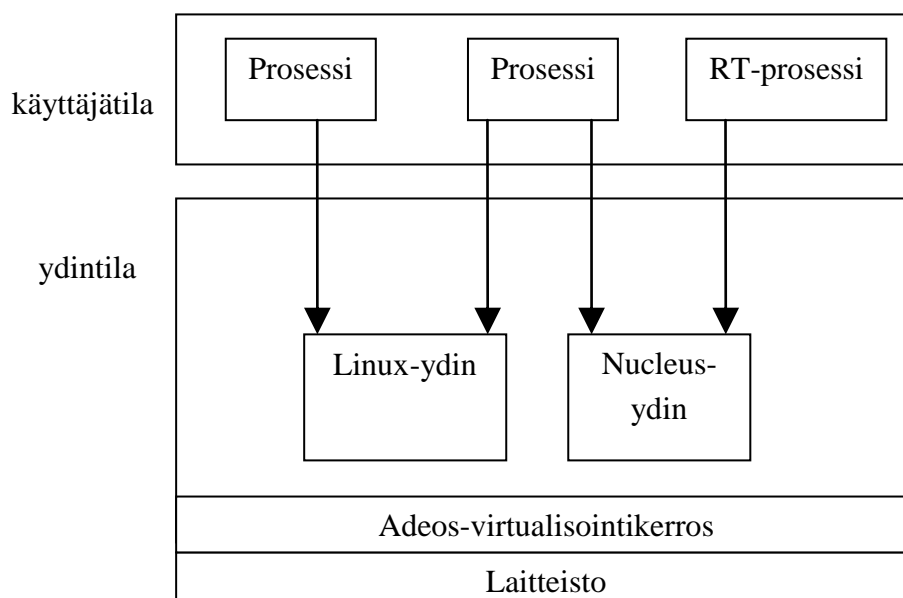 Prosessi
Prosessi
RT-prosessi
käyttäjätila
ydintila
Linux-ydin
Nucleus-
ydin
Adeos-virtualisointikerros
Laitteisto